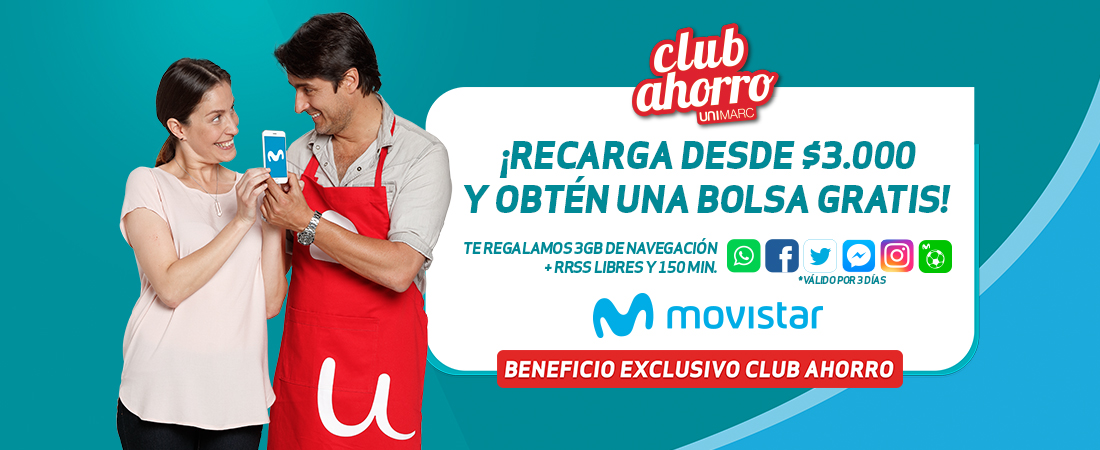 club
ahorro
UNIMARC
¡RECARGA DESDE $3.000
Y OBTÉN UNA BOLSA GRATIS!
TE REGALAMOS 3GB DE NAVEGACIÓN
+ RRSS LIBRES Y 150 MIN.
*VÁLIDO POR 3 DÍAS
movistar
BENEFICIO EXCLUSIVO CLUB AHORRO